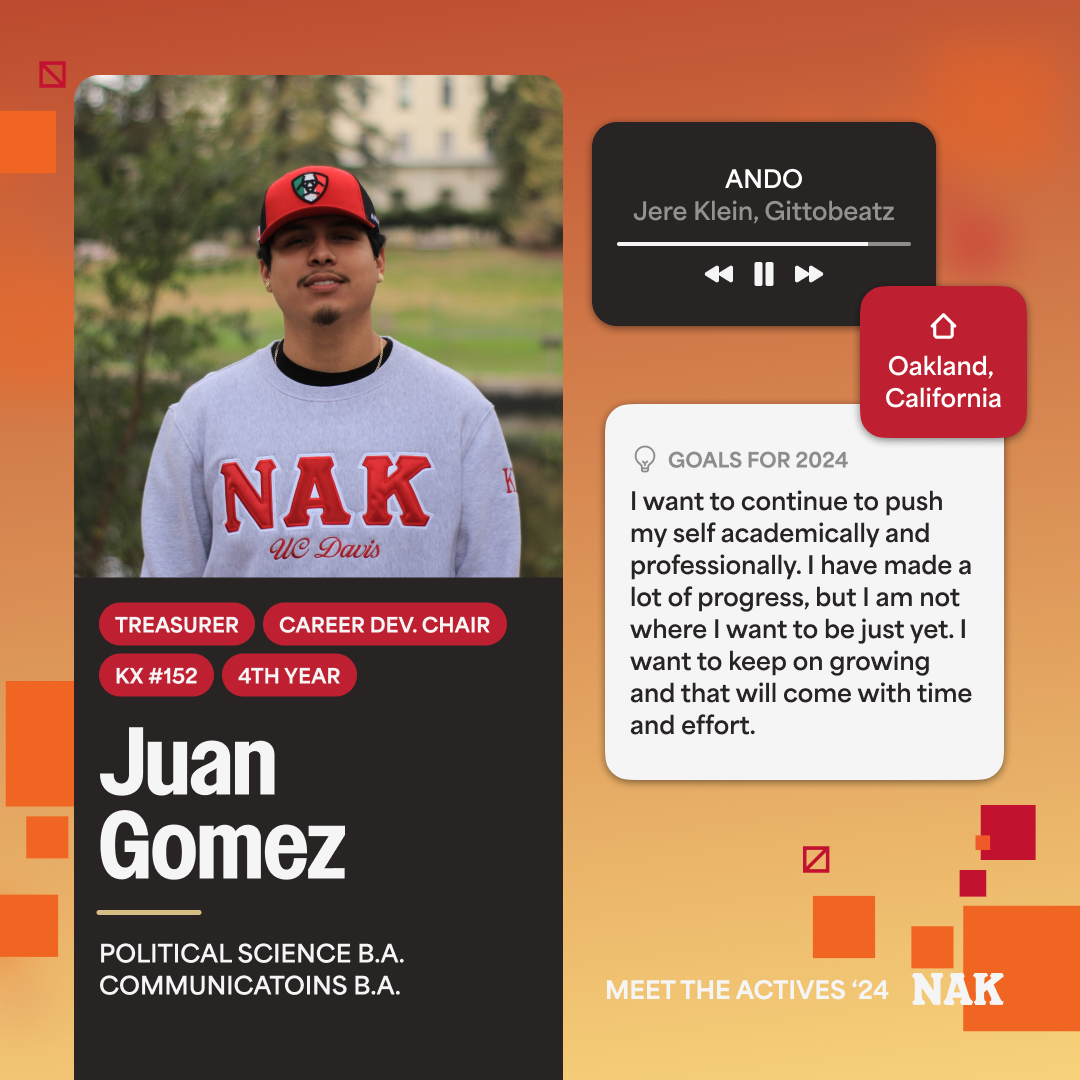 NAK
UC Davis
TREASURER
CAREER DEV. CHAIR
KX #152
4TH YEAR
Juan
Gomez
POLITICAL SCIENCE B.A.
COMMUNICATOINS B.A.
ANDO
Jere Klein, Gittobeatz
Oakland,
California
GOALS FOR 2024
I want to continue to push
my self academically and
professionally. I have made a
lot of progress, but I am not
where I want to be just yet. I
want to keep on growing
and that will come with time
and effort.
MEET THE ACTIVES ‘24
NAK